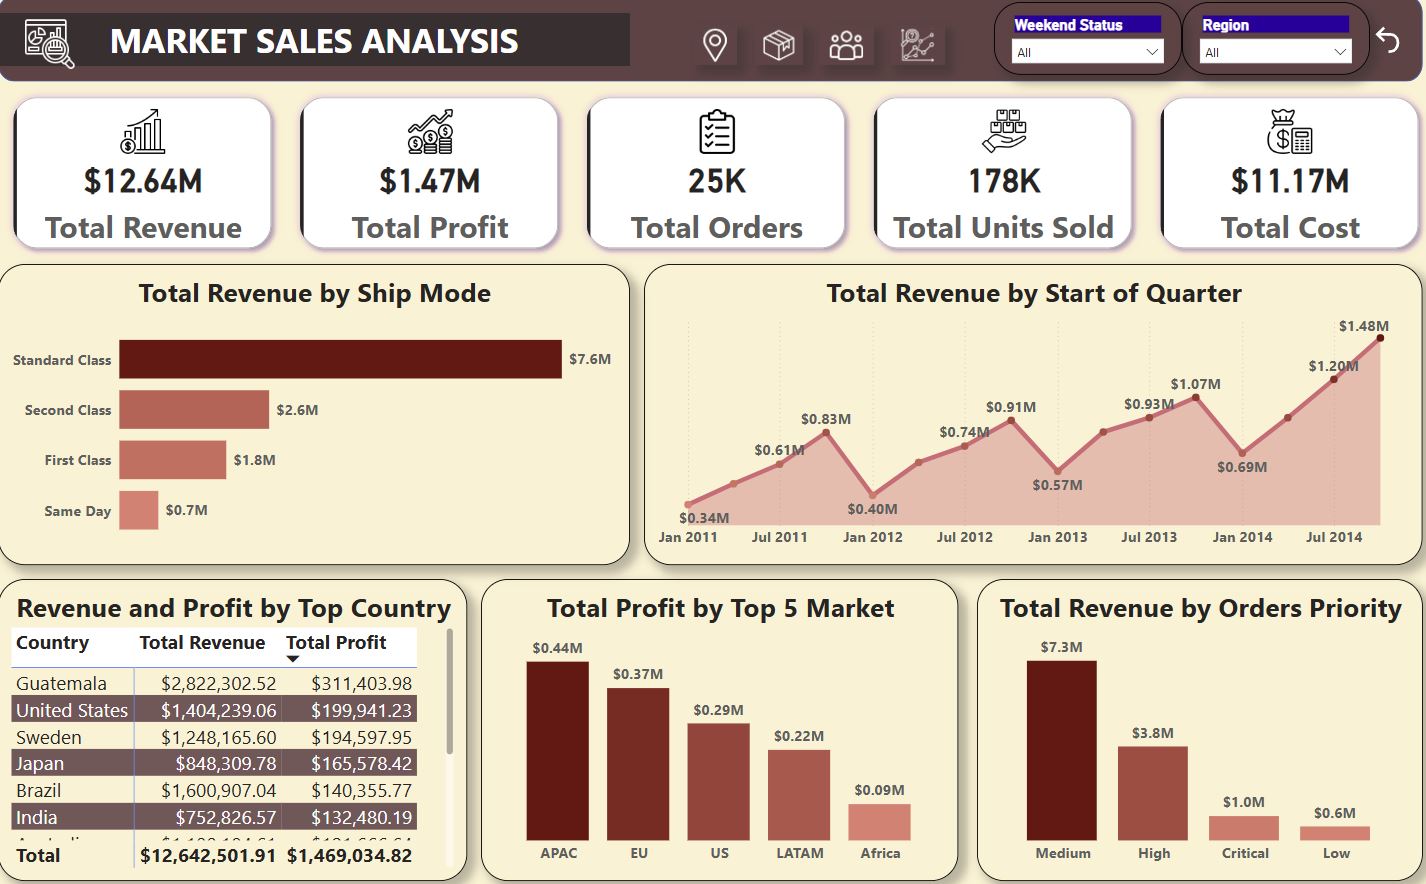 MARKET SALES ANALYSIS
Weekend Status
All
Region
All
$12.64M
Total Revenue
$1.47M
Total Profit
25K
Total Orders
178K
Total Units Sold
$11.17M
Total Cost
Total Revenue by Ship Mode
Standard Class $7.6M
Second Class $2.6M
First Class $1.8M
Same Day $0.7M
Total Revenue by Start of Quarter
$0.34M
$0.61M
$0.83M
$0.40M
$0.74M
$0.91M
$0.57M
$0.93M
$1.07M
$0.69M
$1.20M
$1.48M
Jan 2011 Jul 2011 Jan 2012 Jul 2012 Jan 2013 Jul 2013 Jan 2014 Jul 2014
Revenue and Profit by Top Country
Country Total Revenue Total Profit
Guatemala $2,822,302.52 $311,403.98
United States $1,404,239.06 $199,941.23
Sweden $1,248,165.60 $194,597.95
Japan $848,309.78 $165,578.42
Brazil $1,600,907.04 $140,355.77
India $752,826.57 $132,480.19
Total $12,642,501.91 $1,469,034.82
Total Profit by Top 5 Market
$0.44M
$0.37M
$0.29M
$0.22M
$0.09M
APAC EU US LATAM Africa
Total Revenue by Orders Priority
$7.3M
$3.8M
$1.0M
$0.6M
Medium High Critical Low